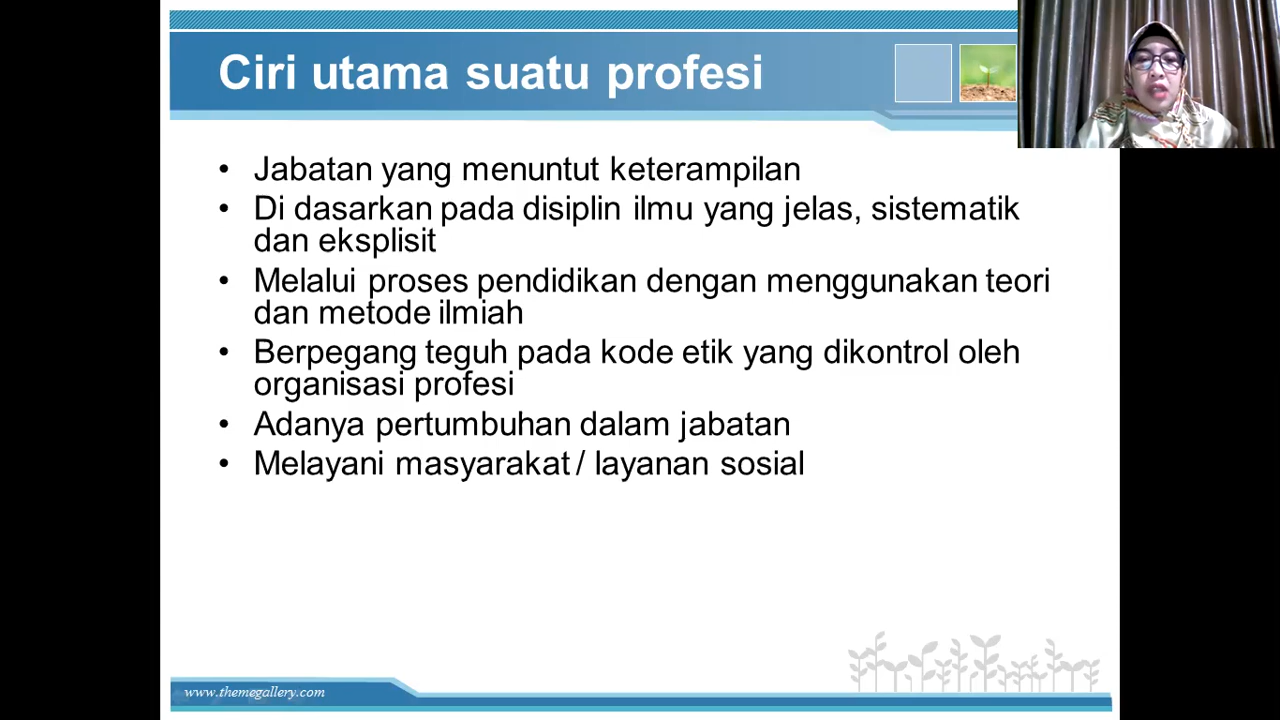 Ciri utama suatu profesi
• Jabatan yang menuntut keterampilan
• Di dasarkan pada disiplin ilmu yang jelas, sistematik
dan eksplisit
• Melalui proses pendidikan dengan menggunakan teori
dan metode ilmiah
• Berpegang teguh pada kode etik yang dikontrol oleh
organisasi profesi
• Adanya pertumbuhan dalam jabatan
• Melayani masyarakat / layanan sosial
www.themegallery.com